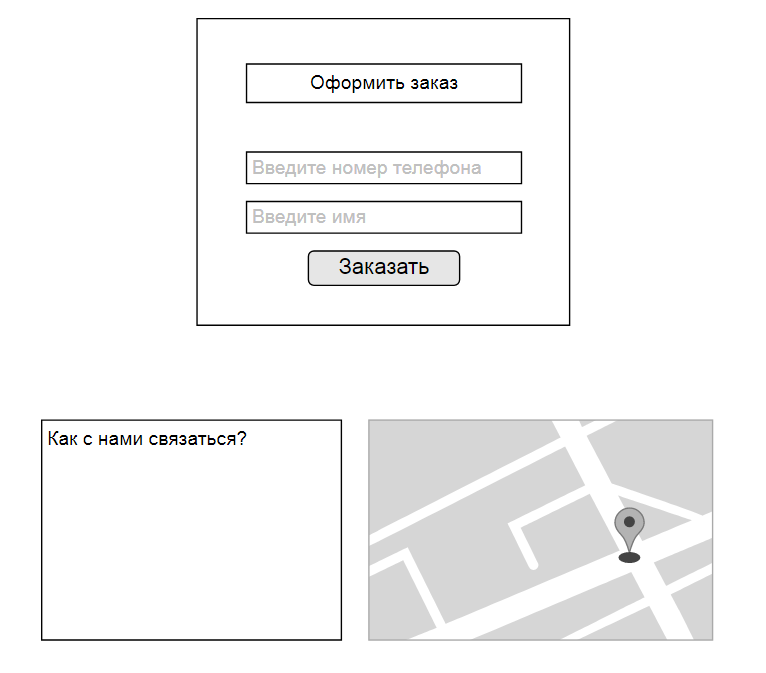 Оформить заказ
Введите номер телефона
Введите имя
Заказать
Как с нами связаться?